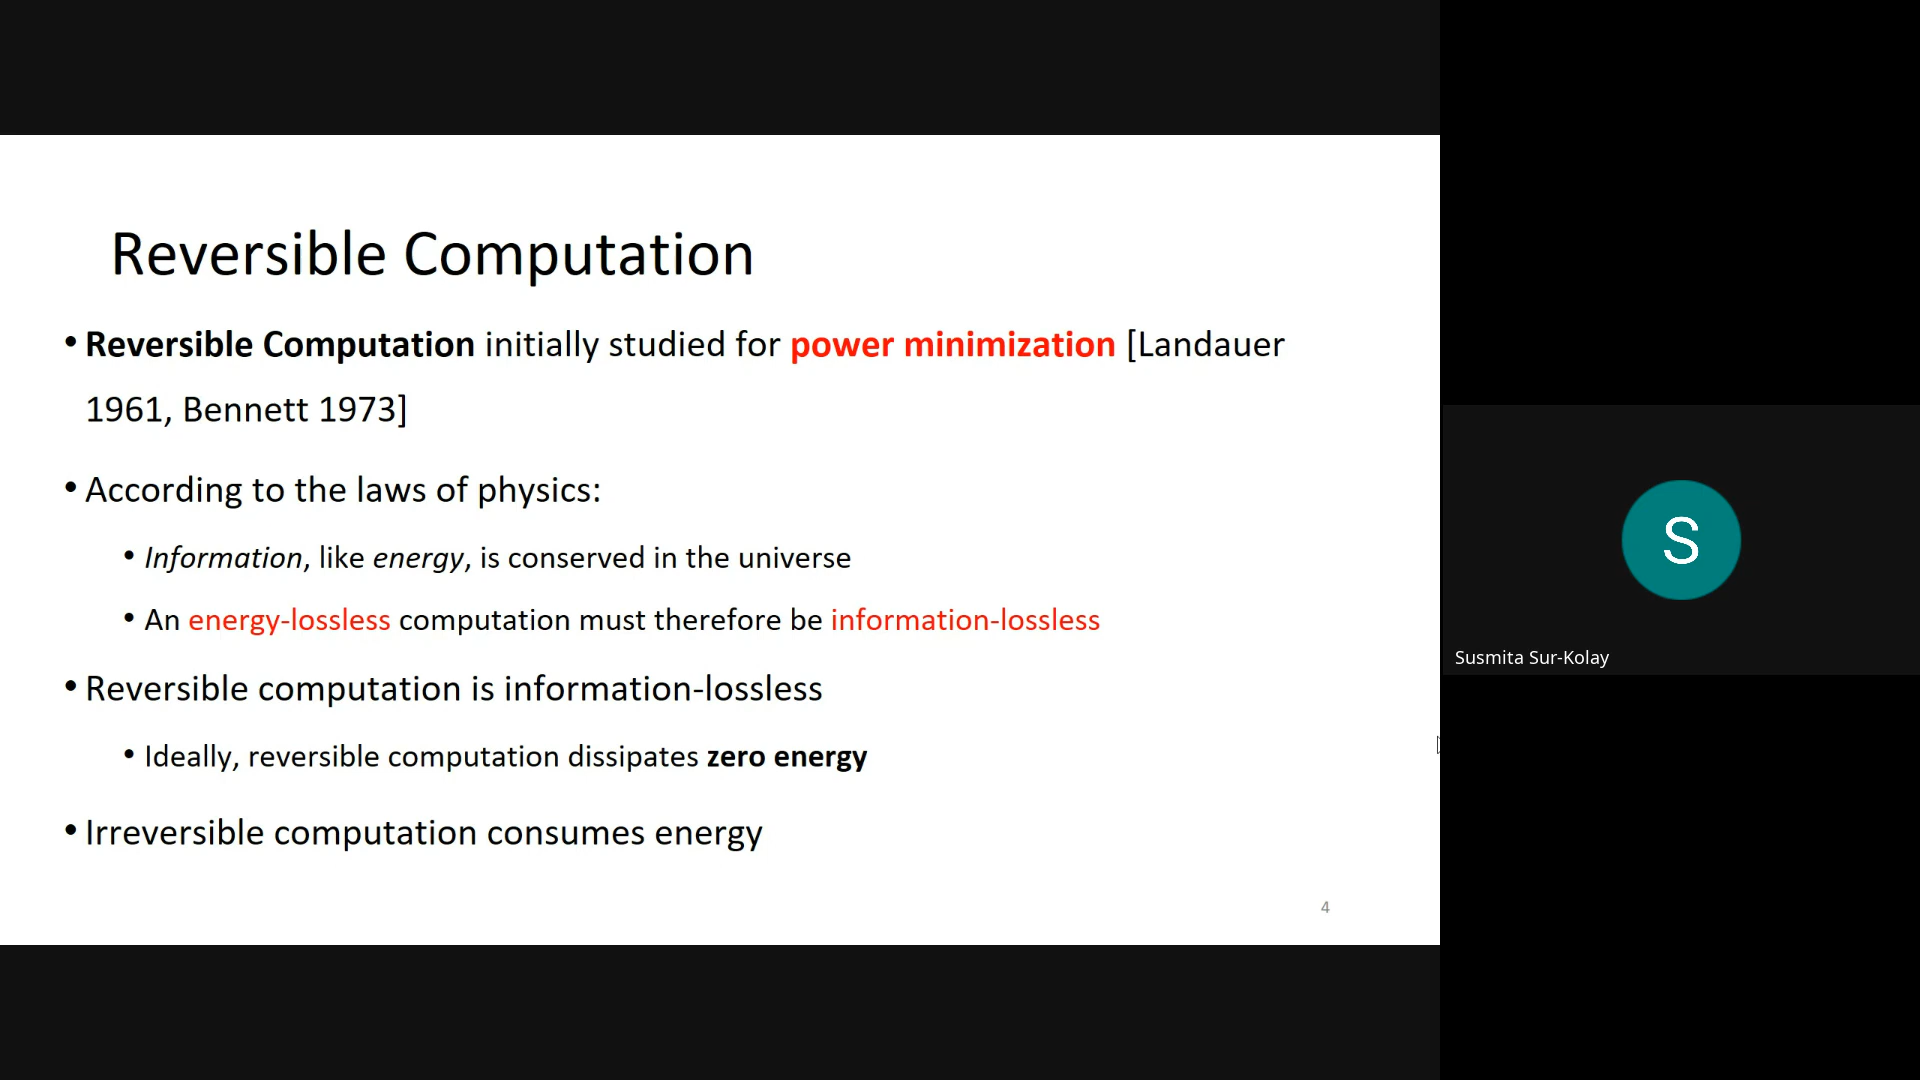 Reversible Computation
• Reversible Computation initially studied for power minimization [Landauer
1961, Bennett 1973]
• According to the laws of physics:
• Information, like energy, is conserved in the universe
• An energy-lossless computation must therefore be information-lossless
• Reversible computation is information-lossless
• Ideally, reversible computation dissipates zero energy
• Irreversible computation consumes energy
4
S
Susmita Sur-Kolay